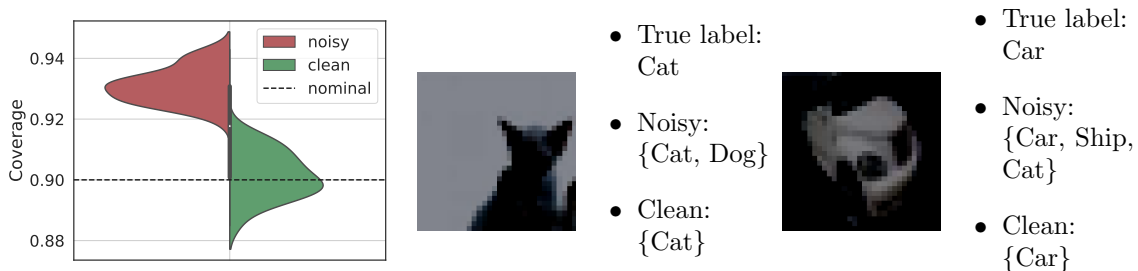 Coverage
0.94
0.92
0.90
0.88
noisy
clean
nominal
• True label:
Cat
• Noisy:
{Cat, Dog}
• Clean:
{Cat}
• True label:
Car
• Noisy:
{Car, Ship,
Cat}
• Clean:
{Car}